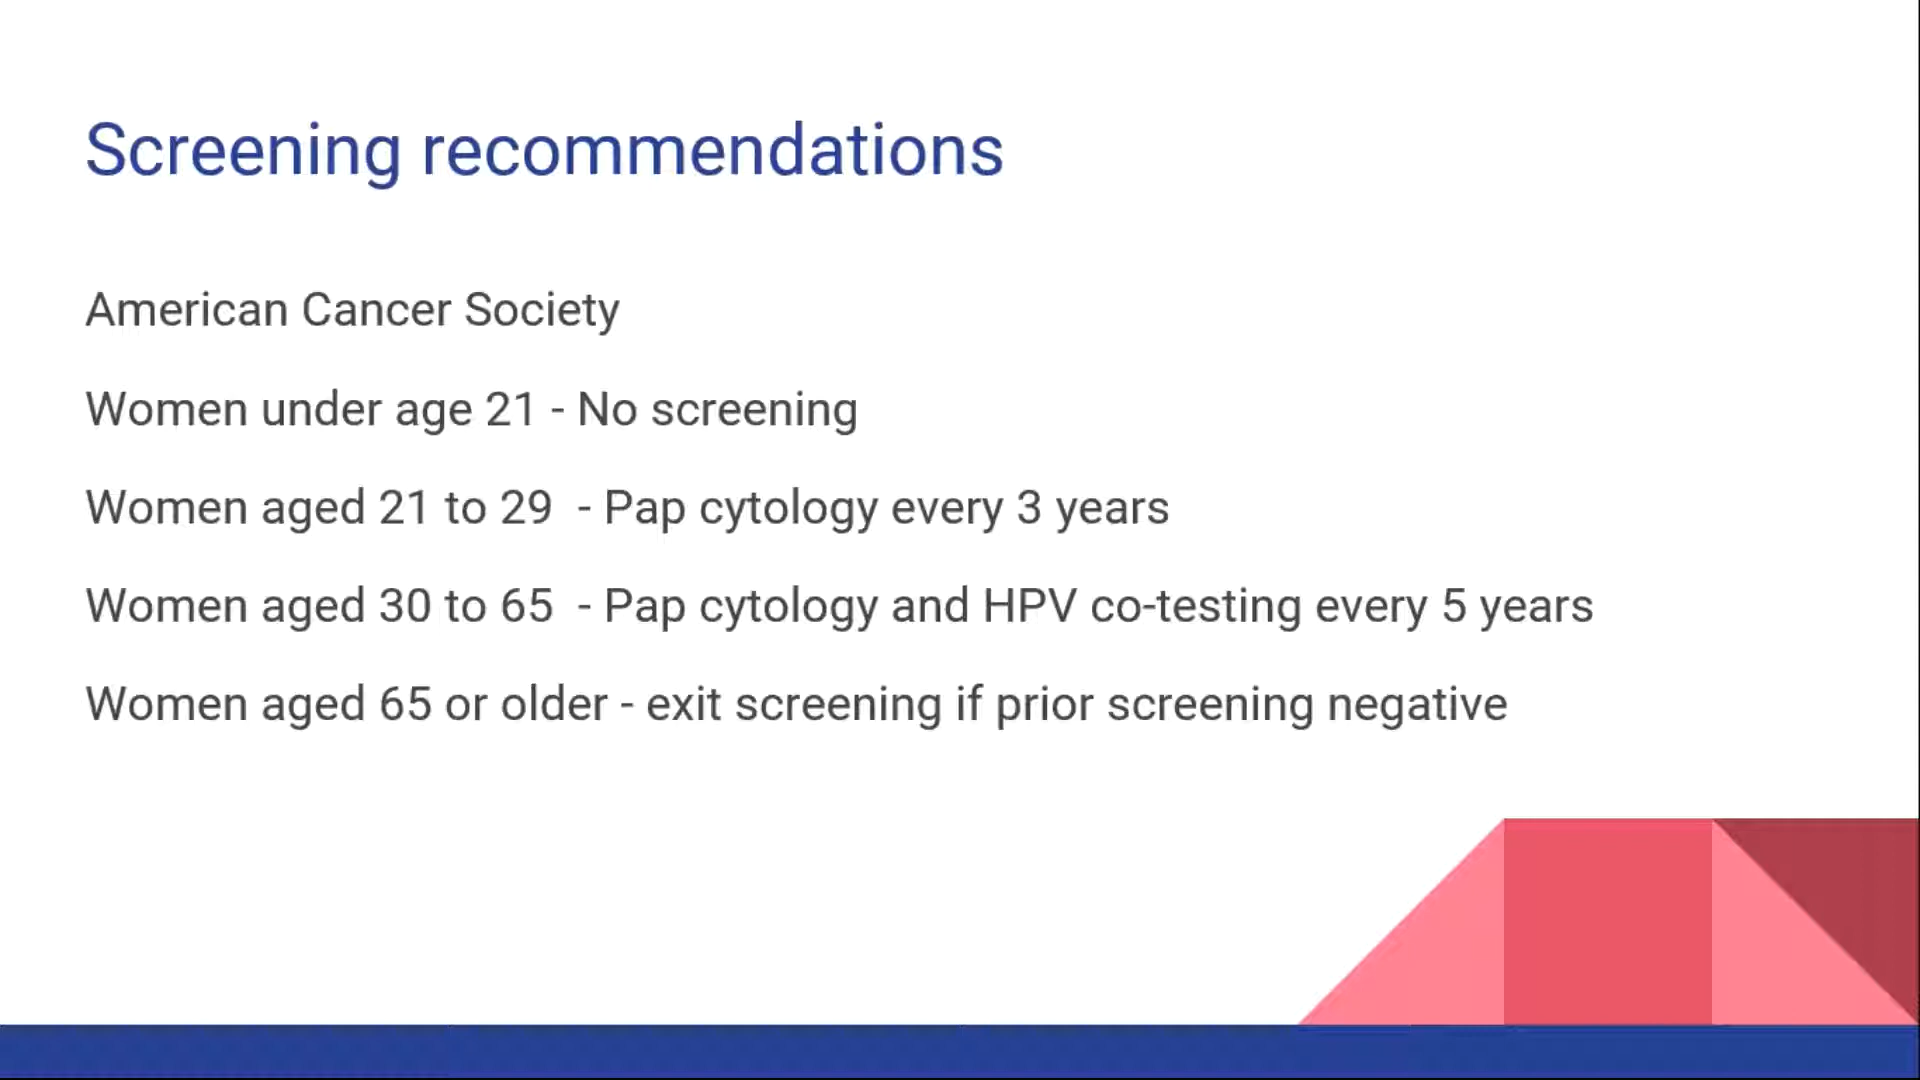 Screening recommendations
American Cancer Society
Women under age 21 - No screening
Women aged 21 to 29  - Pap cytology every 3 years
Women aged 30 to 65  - Pap cytology and HPV co-testing every 5 years
Women aged 65 or older - exit screening if prior screening negative